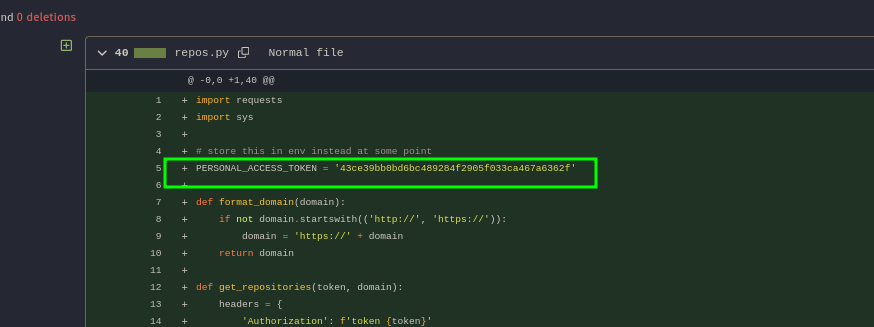 nd 0 deletions
40 repos.py Normal file
@ -0,0 +1,40 @@
1 + import requests
2 + import sys
3 +
4 + # store this in env instead at some point
5 + PERSONAL_ACCESS_TOKEN = '43ce39bb0bd6bc489284f2905f033ca467a6362f'
6 +
7 + def format_domain(domain):
8 + if not domain.startswith(('http://', 'https://')):
9 + domain = 'https://' + domain
10 + return domain
11 +
12 + def get_repositories(token, domain):
13 + headers = {
14 + 'Authorization': f'token {token}'